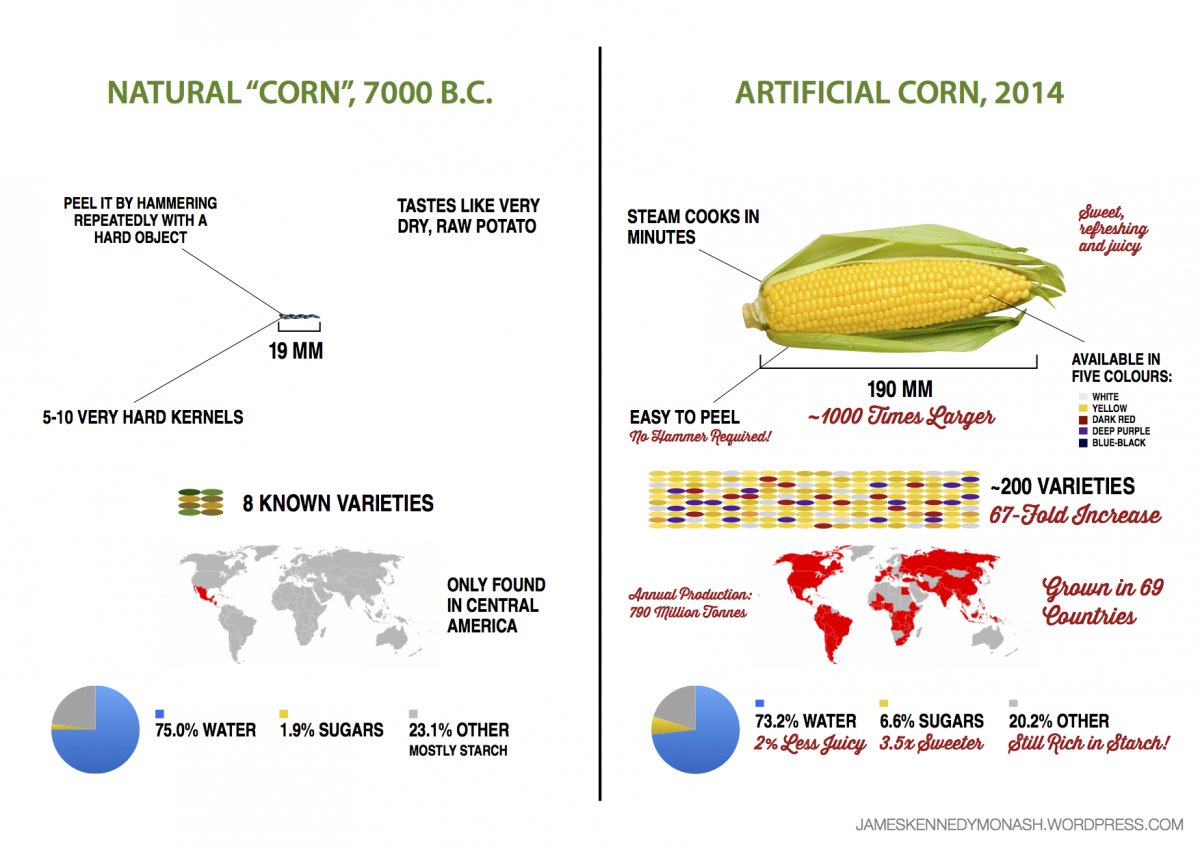 NATURAL “CORN”, 7000 B.C.
PEEL IT BY HAMMERING
REPEATEDLY WITH A
HARD OBJECT
TASTES LIKE VERY
DRY, RAW POTATO
19 MM
5-10 VERY HARD KERNELS
8 KNOWN VARIETIES
ONLY FOUND
IN CENTRAL
AMERICA
75.0% WATER
1.9% SUGARS
23.1% OTHER
MOSTLY STARCH
ARTIFICIAL CORN, 2014
STEAM COOKS IN
MINUTES
Sweet,
refreshing
and juicy
190 MM
~1000 Times Larger
EASY TO PEEL
No Hammer Required!
AVAILABLE IN
FIVE COLOURS:
WHITE
YELLOW
DARK RED
DEEP PURPLE
BLUE-BLACK
~200 VARIETIES
67-Fold Increase
Annual Production:
790 Million Tonnes
Grown in 69
Countries
73.2% WATER
2% Less Juicy
6.6% SUGARS
3.5x Sweeter
20.2% OTHER
Still Rich in Starch!
JAMESKENNEDYMONASH.WORDPRESS.COM